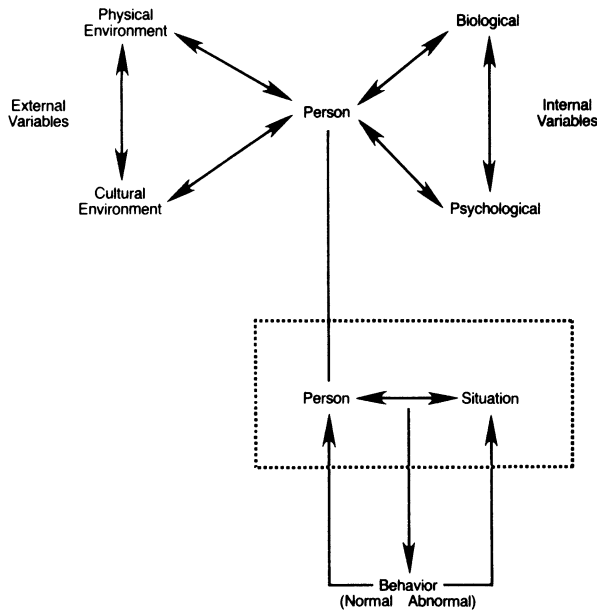 Physical
Environment
Biological
External
Variables
Person
Internal
Variables
Cultural
Environment
Psychological
Person
Situation
Behavior
(Normal Abnormal)